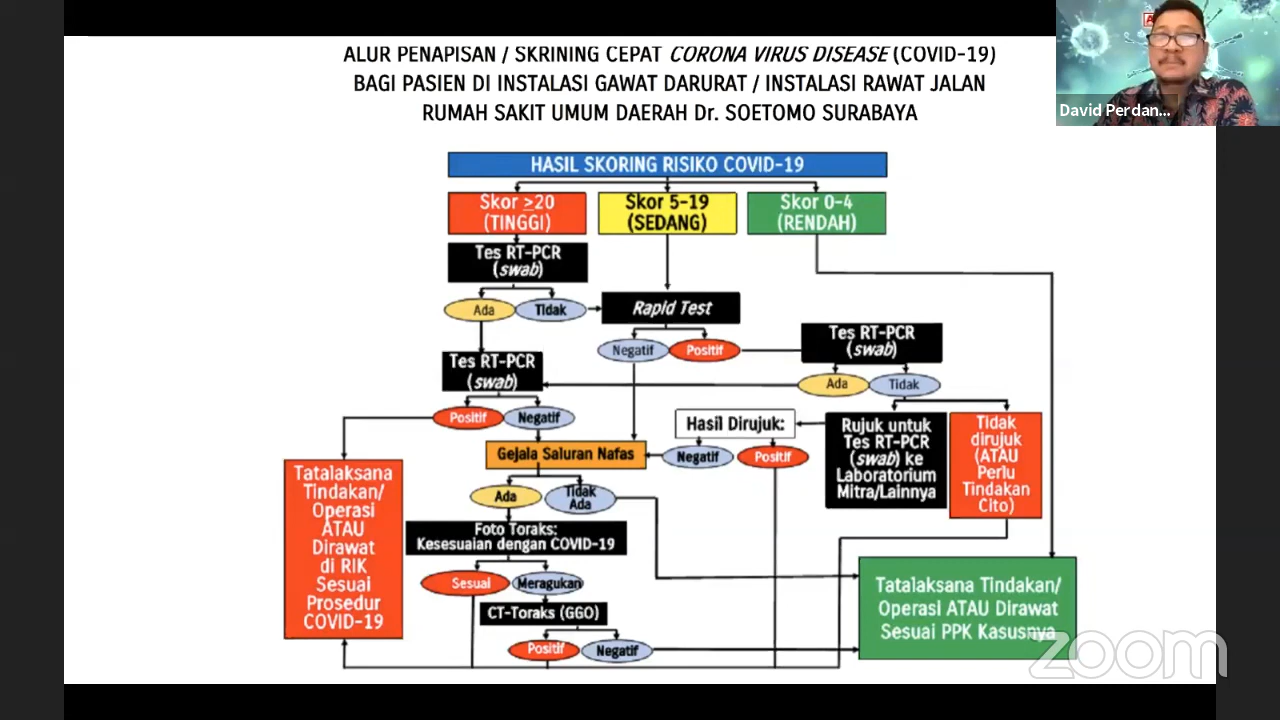 ALUR PENAPISAN / SKRINING CEPAT CORONA VIRUS DISEASE (COVID-19)
BAGI PASIEN DI INSTALASI GAWAT DARURAT / INSTALASI RAWAT JALAN
RUMAH SAKIT UMUM DAERAH Dr. SOETOMO SURABAYA
David Perdan...
HASIL SKORING RISIKO COVID-19
Skor ≥20
(TINGGI)
Skor 5-19
(SEDANG)
Skor 0-4
(RENDAH)
Tes RT-PCR
(swab)
Ada
Tidak
Rapid Test
Negatif
Positif
Tes RT-PCR
(swab)
Ada
Tidak
Tes RT-PCR
(swab)
Positif
Negatif
Hasil Dirujuk:
Negatif
Positif
Rujuk untuk
Tes RT-PCR
(swab) ke
Laboratorium
Mitra/Lainnya
Tidak
dirujuk
(ATAU
Perlu
Tindakan
Cito)
Gejala Saluran Nafas
Ada
Tidak
Ada
Tatalaksana
Tindakan/
Operasi
ATAU
Dirawat
di RIK
Sesuai
Prosedur
COVID-19
Foto Toraks:
Kesesuaian dengan COVID-19
Sesuai
Meragukan
CT-Toraks (GGO)
Positif
Negatif
Tatalaksana Tindakan/
Operasi ATAU Dirawat
Sesuai PPK Kasusnya
zoom